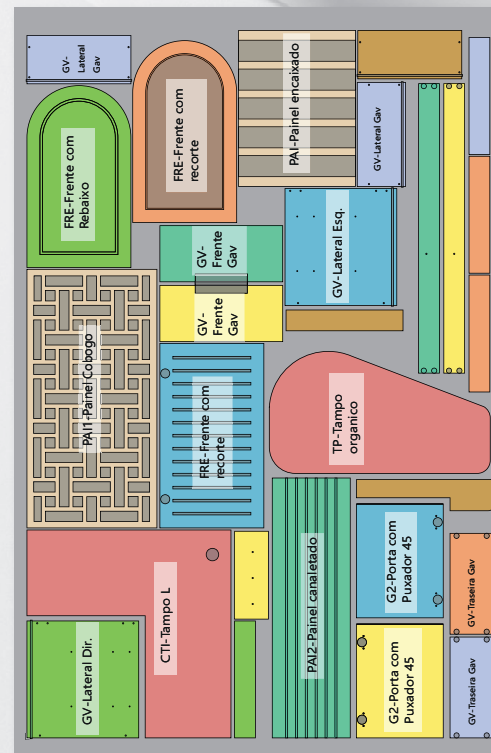 GV-
Lateral
Gav
FRE-Frente com
Rebaixo
FRE-Frente com
recorte
PAI-Painel encaixado
GV-Lateral Gav
GV-
Frente
Gav
GV-
Frente
Gav
GV-Lateral Esq.
PAI1-Painel Cobogo
FRE-Frente com
recorte
TP-Tampo
organico
CTI-Tampo L
GV-Lateral Dir.
PAI2-Painel canaletado
G2-Porta com
Puxador 45
G2-Porta com
Puxador 45
GV-Traseira Gav
GV-Traseira Gav